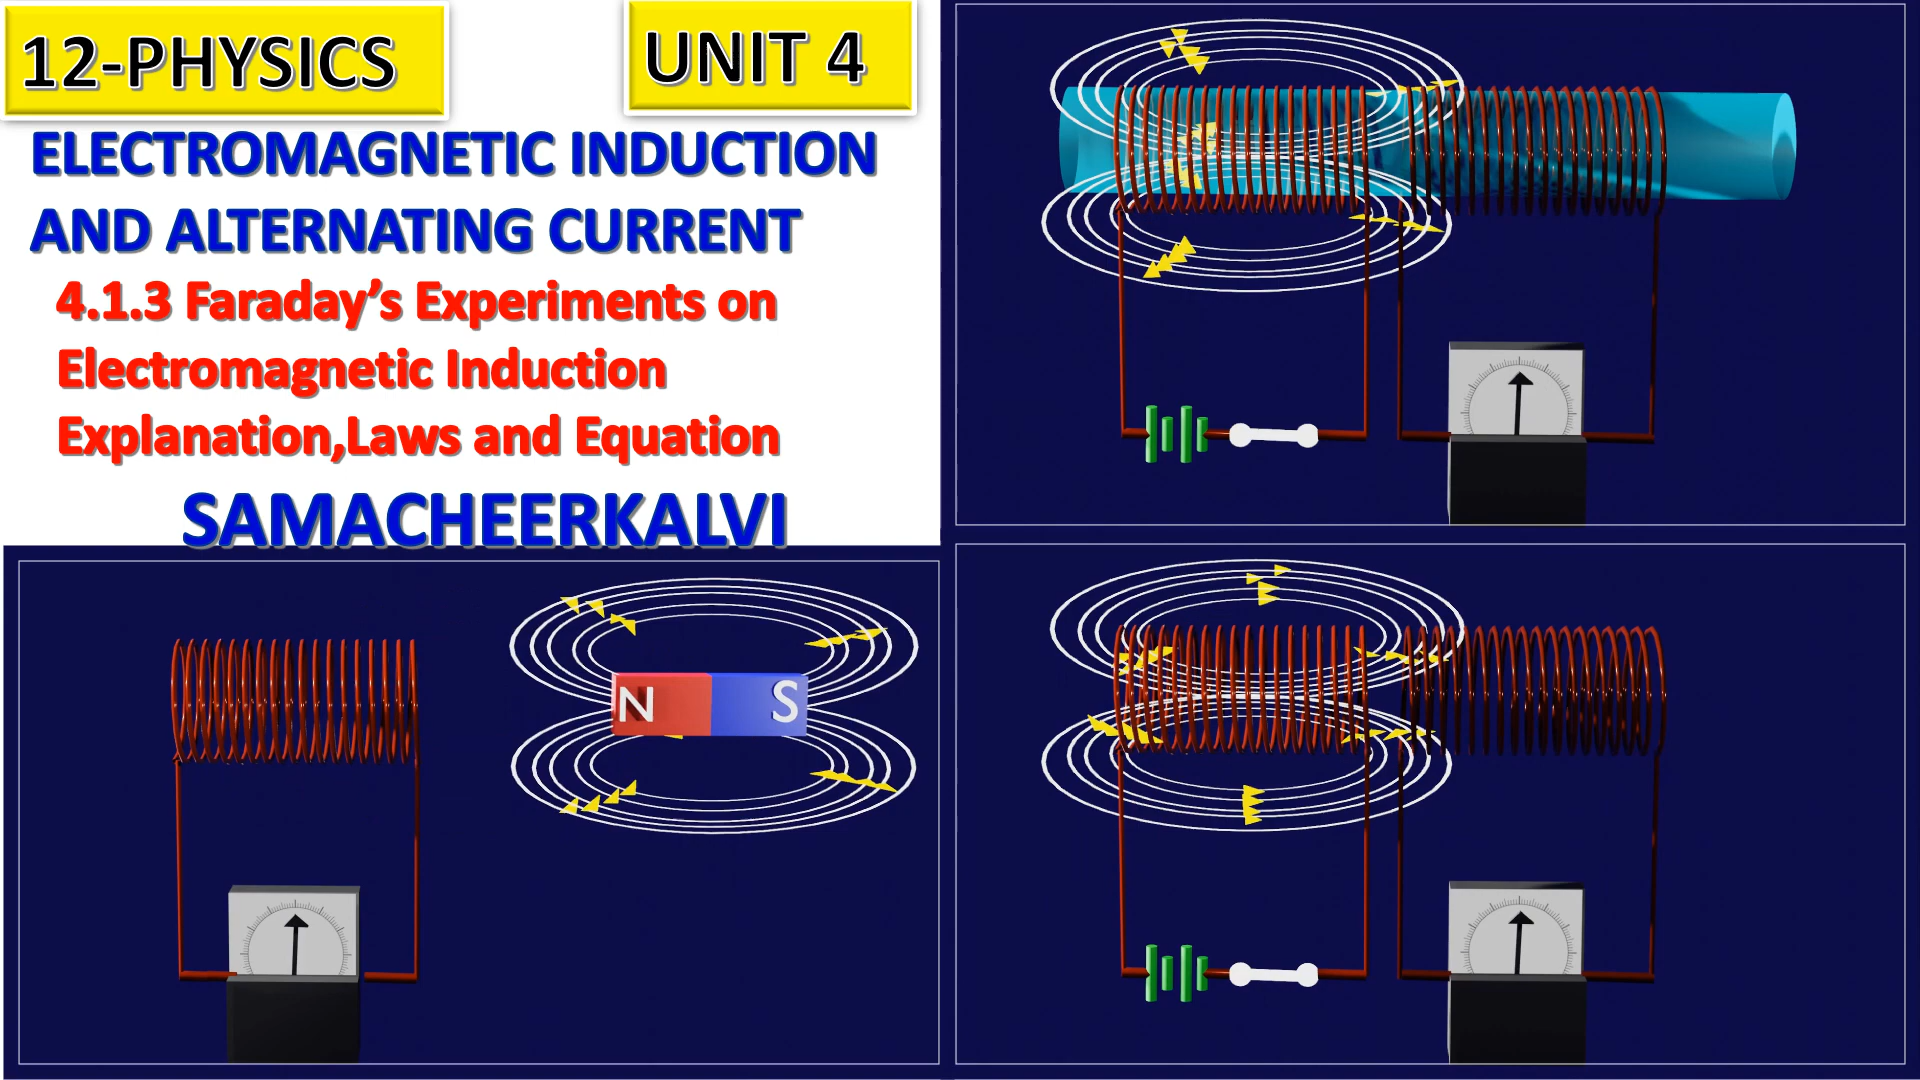 12-PHYSICS
UNIT 4
ELECTROMAGNETIC INDUCTION
AND ALTERNATING CURRENT
4.1.3 Faraday’s Experiments on
Electromagnetic Induction
Explanation,Laws and Equation
SAMACHEERKALVI
N S